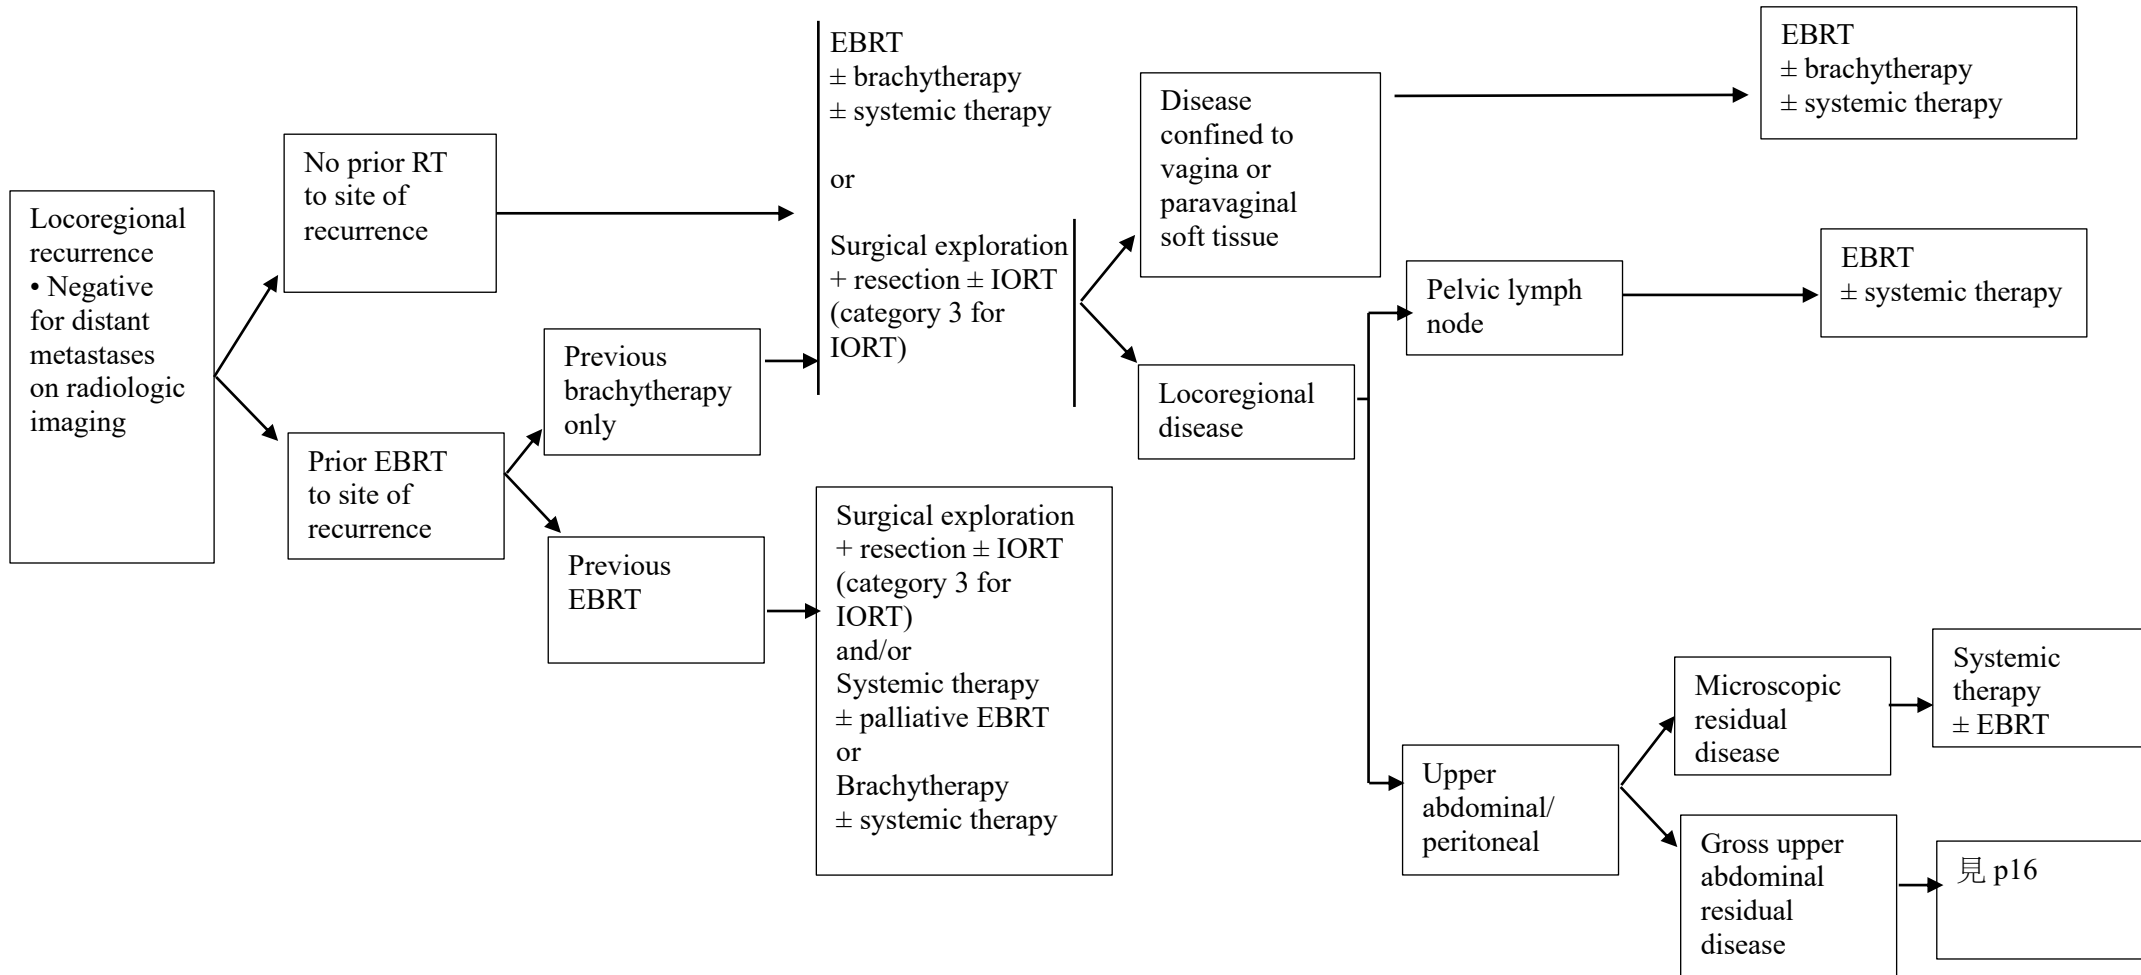 Locoregional
recurrence
• Negative
for distant
metastases
on radiologic
imaging
No prior RT
to site of
recurrence
Prior EBRT
to site of
recurrence
Previous
brachytherapy
only
Previous
EBRT
EBRT
± brachytherapy
± systemic therapy
or
Surgical exploration
+ resection ± IORT
(category 3 for
IORT)
Surgical exploration
+ resection ± IORT
(category 3 for
IORT)
and/or
Systemic therapy
± palliative EBRT
or
Brachytherapy
± systemic therapy
Disease
confined to
vagina or
paravaginal
soft tissue
EBRT
± brachytherapy
± systemic therapy
Locoregional
disease
Pelvic lymph
node
EBRT
± systemic therapy
Upper
abdominal/
peritoneal
Microscopic
residual
disease
Systemic
therapy
± EBRT
Gross upper
abdominal
residual
disease
見 p16